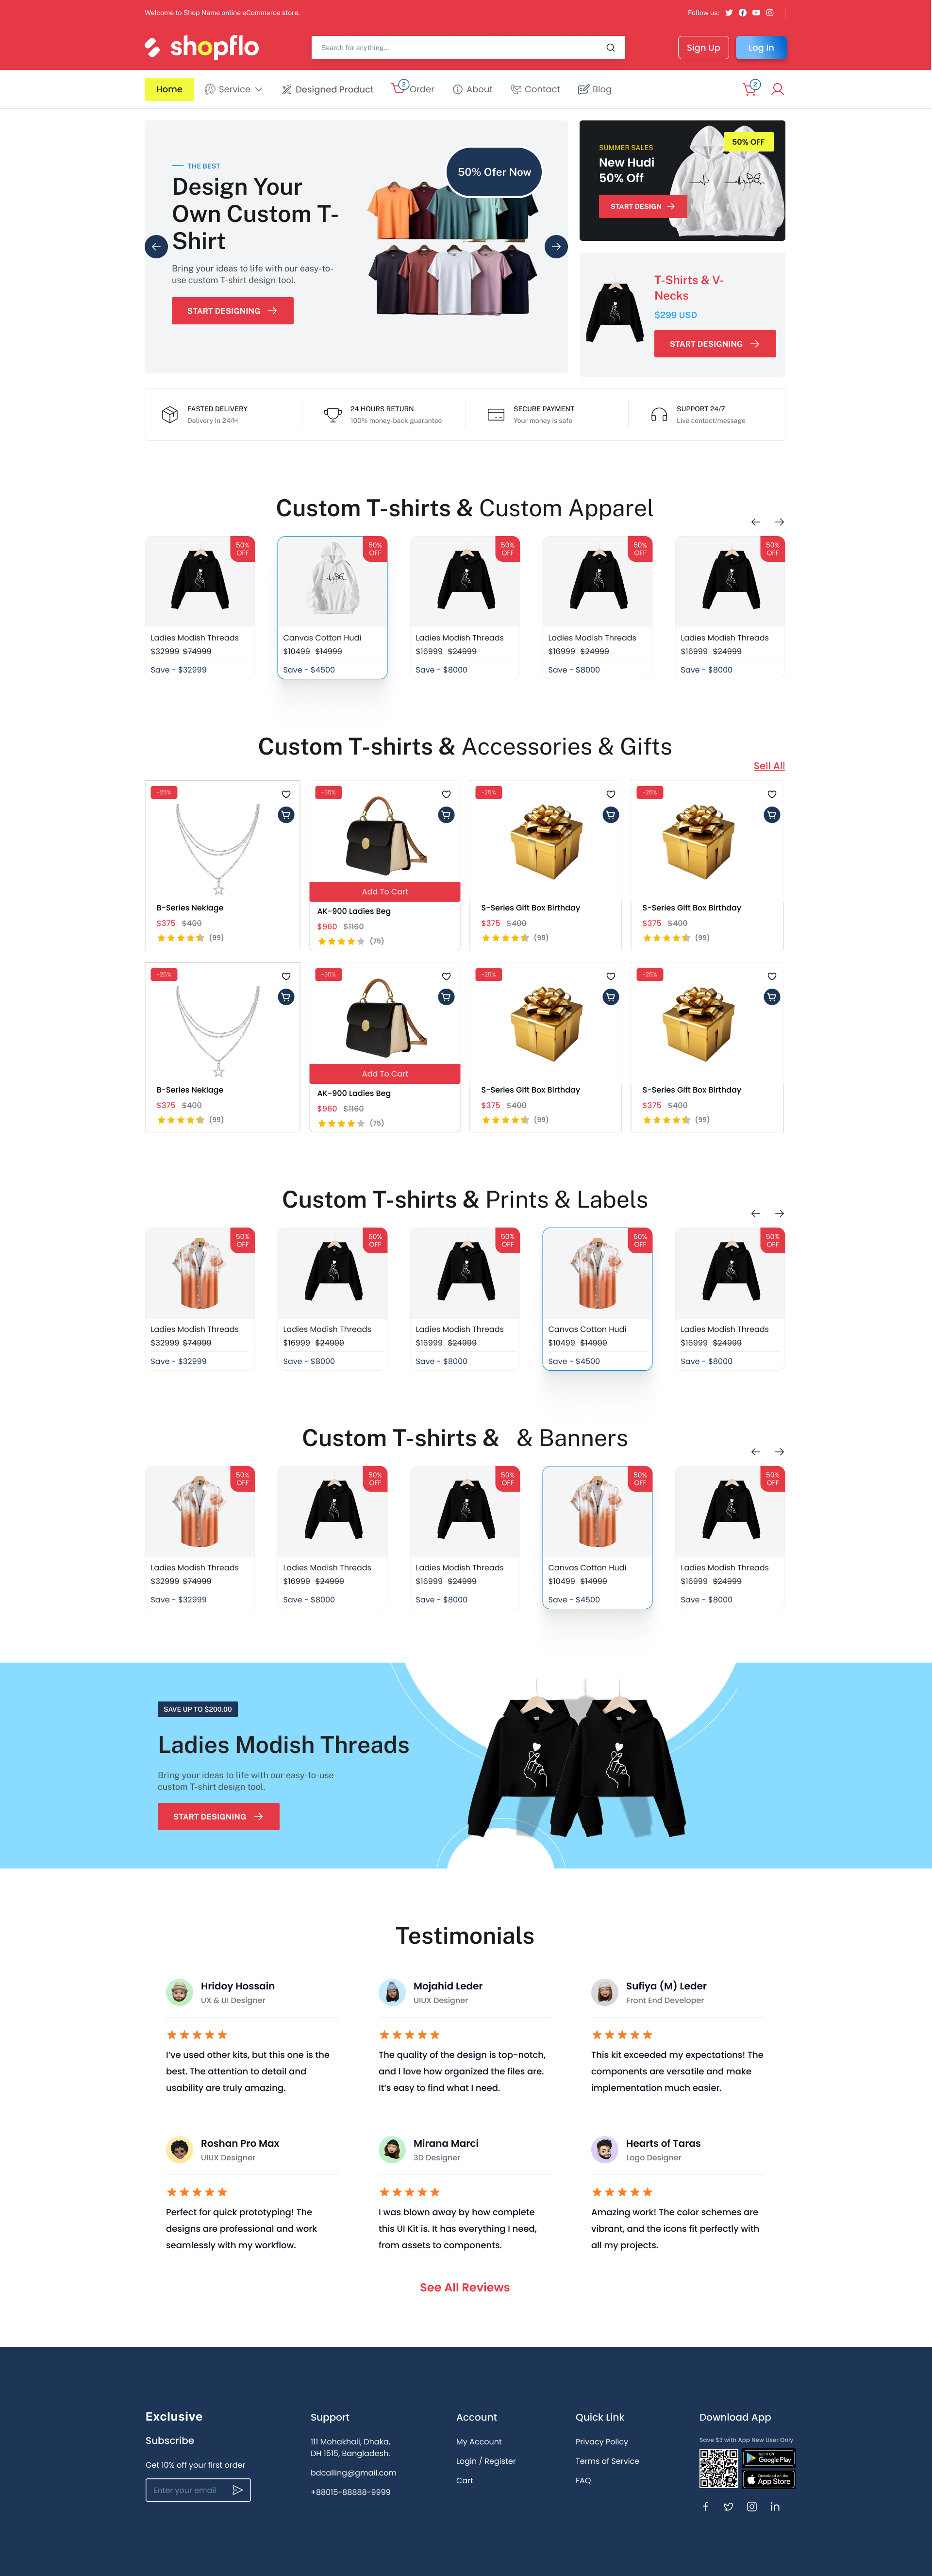 Welcome to Shop Name online eCommerce store.
Follow us:
shopflo
Search for anything...
Sign Up
Log In
Home
Service
Designed Product
2
Order
About
Contact
Blog
2
THE BEST
Design Your
Own Custom T-
Shirt
Bring your ideas to life with our easy-to-
use custom T-shirt design tool.
START DESIGNING
50% Ofer Now
SUMMER SALES
New Hudi
50% Off
START DESIGN
50% OFF
T-Shirts & V-
Necks
$299 USD
START DESIGNING
FASTED DELIVERY
Delivery in 24/H
24 HOURS RETURN
100% money-back guarantee
SECURE PAYMENT
Your money is safe
SUPPORT 24/7
Live contact/message
Custom T-shirts & Custom Apparel
50%
OFF
50%
OFF
50%
OFF
50%
OFF
50%
OFF
Ladies Modish Threads
$32999 $74999
Save - $32999
Canvas Cotton Hudi
$10499 $14999
Save - $4500
Ladies Modish Threads
$16999 $24999
Save - $8000
Ladies Modish Threads
$16999 $24999
Save - $8000
Ladies Modish Threads
$16999 $24999
Save - $8000
Custom T-shirts & Accessories & Gifts
Sell All
-25%
B-Series Neklage
$375 $400
(99)
-35%
Add To Cart
AK-900 Ladies Beg
$960 $1160
(75)
-25%
S-Series Gift Box Birthday
$375 $400
(99)
-25%
S-Series Gift Box Birthday
$375 $400
(99)
-25%
B-Series Neklage
$375 $400
(99)
-35%
Add To Cart
AK-900 Ladies Beg
$960 $1160
(75)
-25%
S-Series Gift Box Birthday
$375 $400
(99)
-25%
S-Series Gift Box Birthday
$375 $400
(99)
Custom T-shirts & Prints & Labels
50%
OFF
50%
OFF
50%
OFF
50%
OFF
50%
OFF
Ladies Modish Threads
$32999 $74999
Save - $32999
Ladies Modish Threads
$16999 $24999
Save - $8000
Ladies Modish Threads
$16999 $24999
Save - $8000
Canvas Cotton Hudi
$10499 $14999
Save - $4500
Ladies Modish Threads
$16999 $24999
Save - $8000
Custom T-shirts & & Banners
50%
OFF
50%
OFF
50%
OFF
50%
OFF
50%
OFF
Ladies Modish Threads
$32999 $74999
Save - $32999
Ladies Modish Threads
$16999 $24999
Save - $8000
Ladies Modish Threads
$16999 $24999
Save - $8000
Canvas Cotton Hudi
$10499 $14999
Save - $4500
Ladies Modish Threads
$16999 $24999
Save - $8000
SAVE UP TO $200.00
Ladies Modish Threads
Bring your ideas to life with our easy-to-use
custom T-shirt design tool.
START DESIGNING
Testimonials
Hridoy Hossain
UX & UI Designer
I've used other kits, but this one is the
best. The attention to detail and
usability are truly amazing.
Mojahid Leder
UIUX Designer
The quality of the design is top-notch,
and I love how organized the files are.
It's easy to find what I need.
Sufiya (M) Leder
Front End Developer
This kit exceeded my expectations! The
components are versatile and make
implementation much easier.
Roshan Pro Max
UIUX Designer
Perfect for quick prototyping! The
designs are professional and work
seamlessly with my workflow.
Mirana Marci
3D Designer
I was blown away by how complete
this UI Kit is. It has everything I need,
from assets to components.
Hearts of Taras
Logo Designer
Amazing work! The color schemes are
vibrant, and the icons fit perfectly with
all my projects.
See All Reviews
Exclusive
Subscribe
Get 10% off your first order
Enter your email
Support
111 Mohakhali, Dhaka,
DH 1515, Bangladesh.
bdcalling@gmail.com
+88015-88888-9999
Account
My Account
Login / Register
Cart
Quick Link
Privacy Policy
Terms of Service
FAQ
Download App
Save $3 with App New User Only
GET IT ON
Google Play
Download on the
App Store